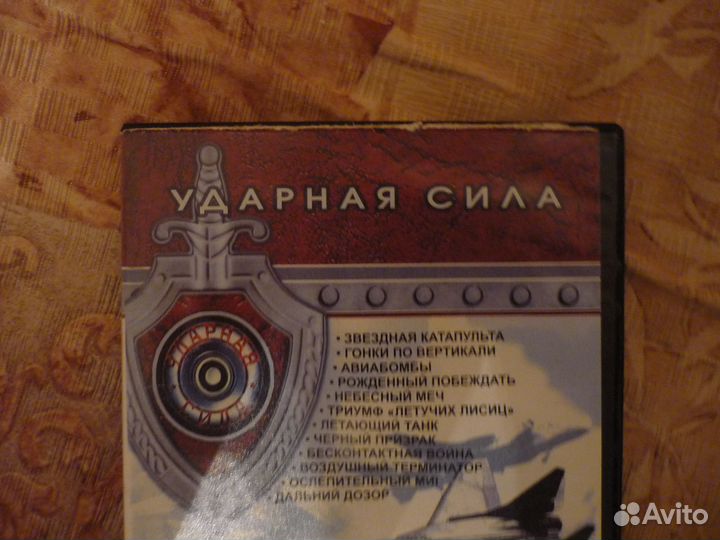 УДАРНАЯ СИЛА
УДАРНАЯ
СИЛА
• ЗВЕЗДНАЯ КАТАПУЛЬТА
• ГОНКИ ПО ВЕРТИКАЛИ
• АВИАБОМБЫ
• РОЖДЕННЫЙ ПОБЕЖДАТЬ
• НЕБЕСНЫЙ МЕЧ
• ТРИУМФ «ЛЕТУЧИХ ЛИСИЦ»
• ЛЕТАЮЩИЙ ТАНК
• ЧЕРНЫЙ ПРИЗРАК
• БЕСКОНТАКТНАЯ ВОЙНА
• ВОЗДУШНЫЙ ТЕРМИНАТОР
• ОСЛЕПИТЕЛЬНЫЙ МИГ
• ДАЛЬНИЙ ДОЗОР
Avito